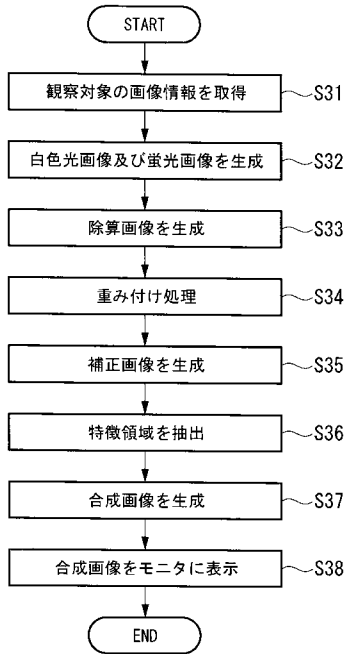 START
観察対象の画像情報を取得
S31
白色光画像及び蛍光画像を生成
S32
除算画像を生成
S33
重み付け処理
S34
補正画像を生成
S35
特徴領域を抽出
S36
合成画像を生成
S37
合成画像をモニタに表示
S38
END